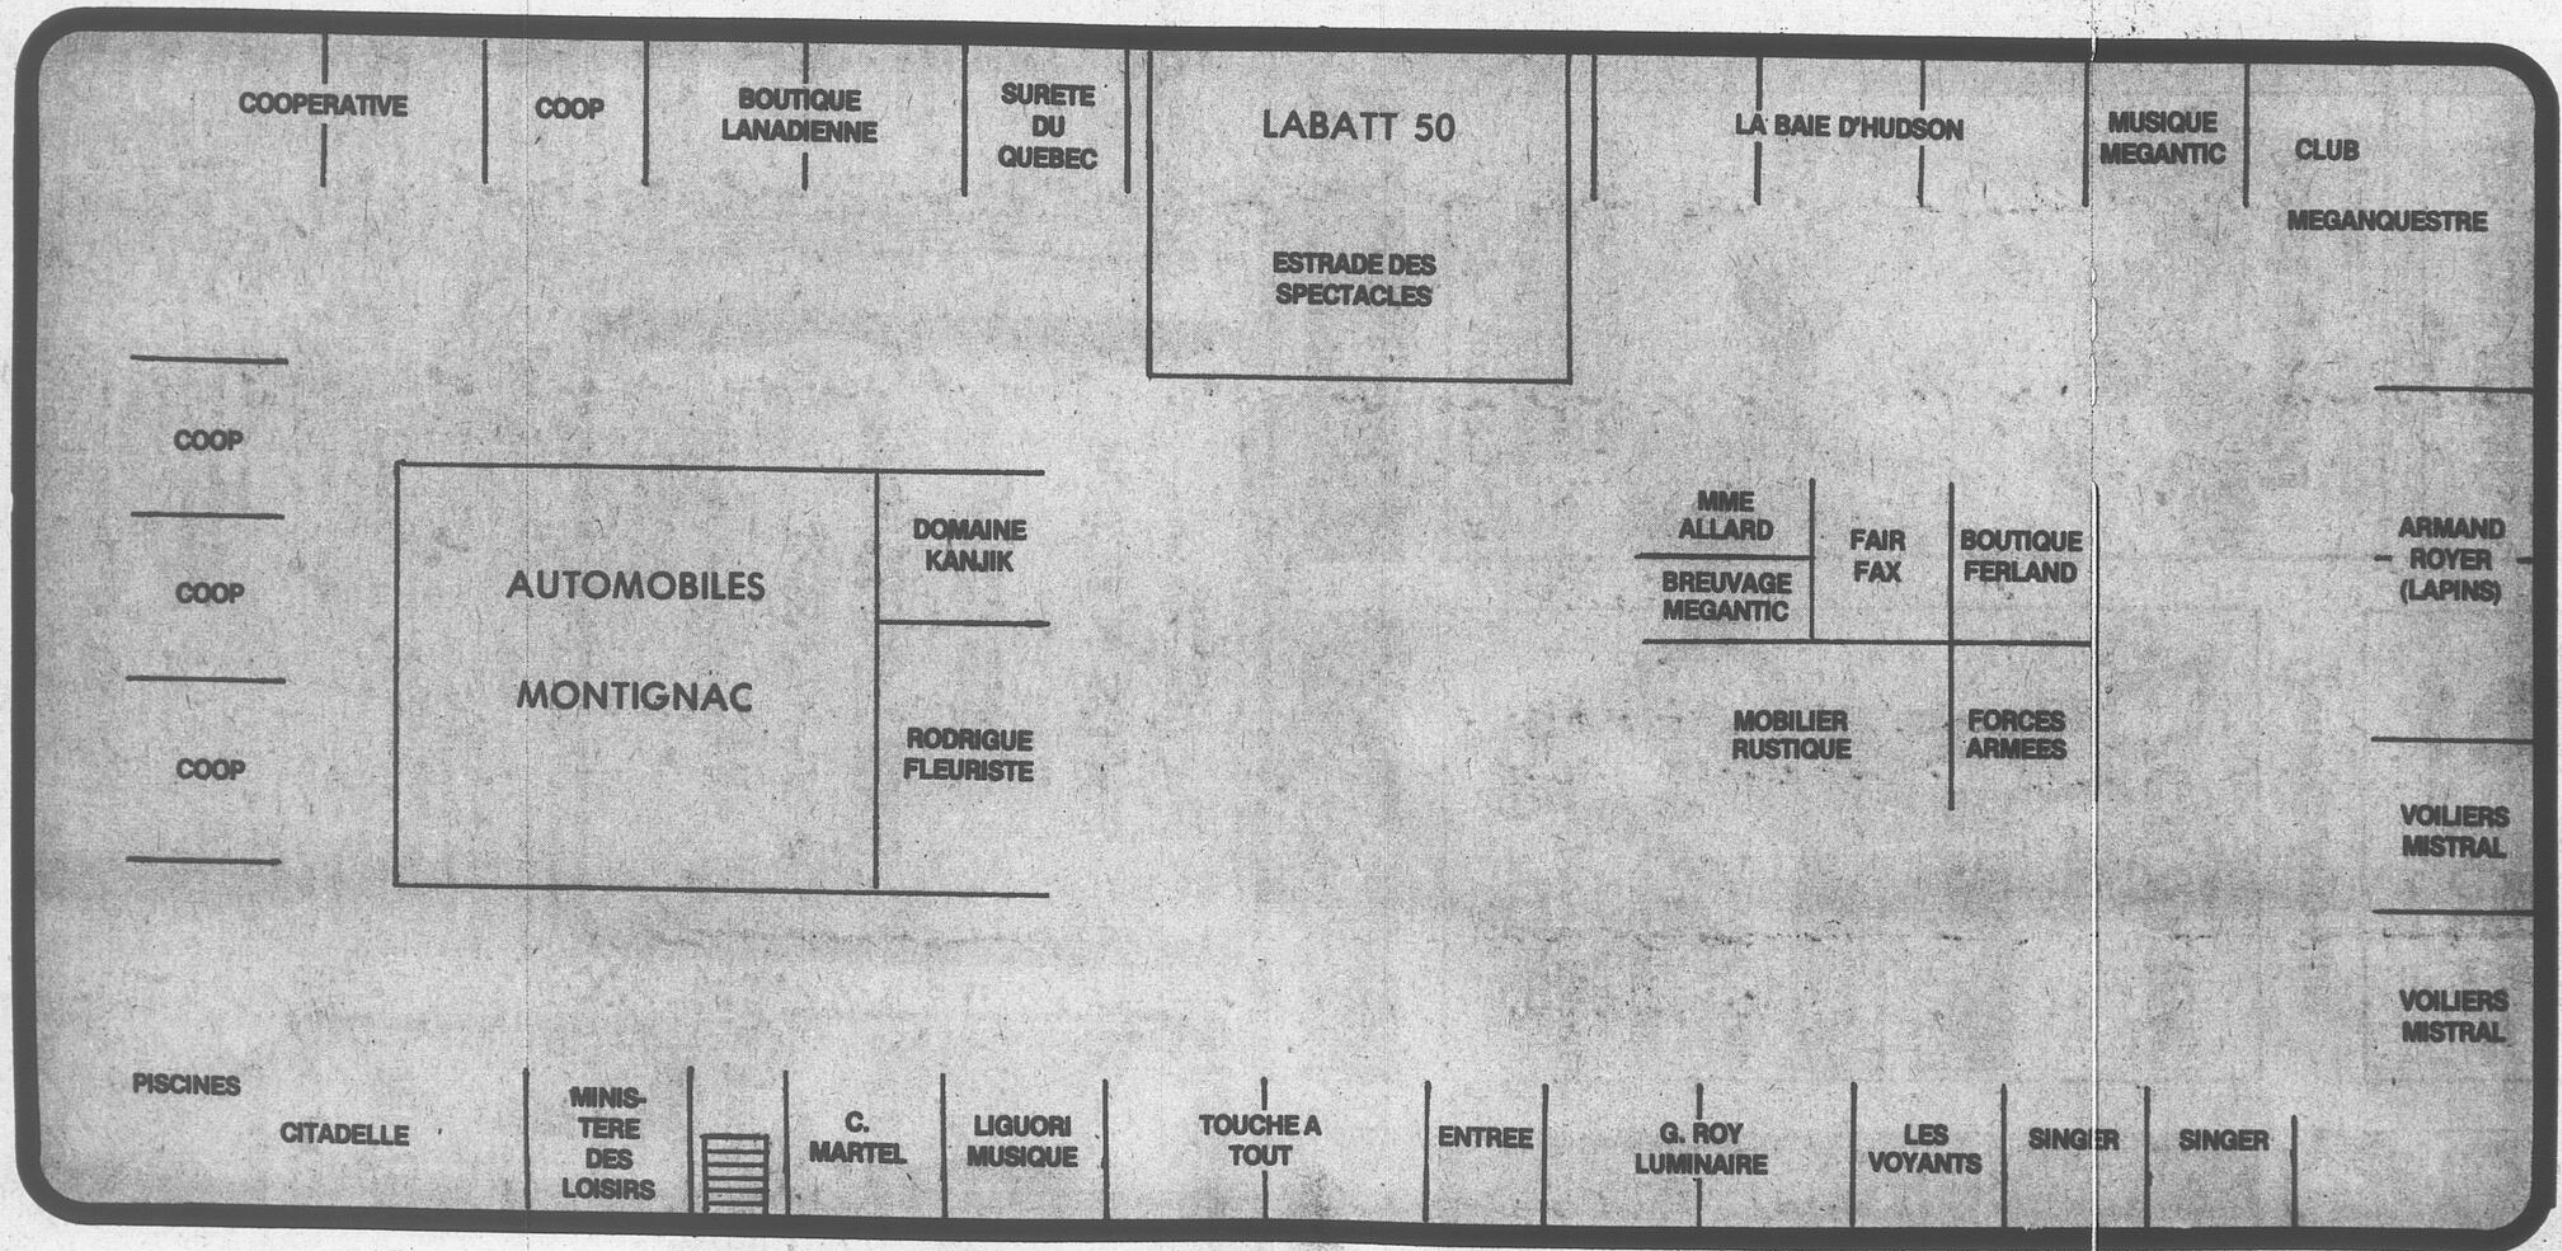 COOPERATIVE
COOP
BOUTIQUE
LANADIENNE
SURETE
DU
QUEBEC
LABATT 50
ESTRADE DES
SPECTACLES
LA BAIE D'HUDSON
MUSIQUE
MEGANTIC
CLUB
MEGANQUESTRE
COOP
COOP
COOP
AUTOMOBILES
MONTIGNAC
DOMAINE
KANJIK
RODRIGUE
FLEURISTE
MME
ALLARD
BREUVAGE
MEGANTIC
FAIR
FAX
BOUTIQUE
FERLAND
MOBILIER
RUSTIQUE
FORCES
ARMEES
ARMAND
ROYER
(LAPINS)
VOILIERS
MISTRAL
VOILIERS
MISTRAL
PISCINES
CITADELLE
MINIS-
TERE
DES
LOISIRS
C.
MARTEL
LIGUORI
MUSIQUE
TOUCHE A
TOUT
ENTREE
G. ROY
LUMINAIRE
LES
VOYANTS
SINGER
SINGER